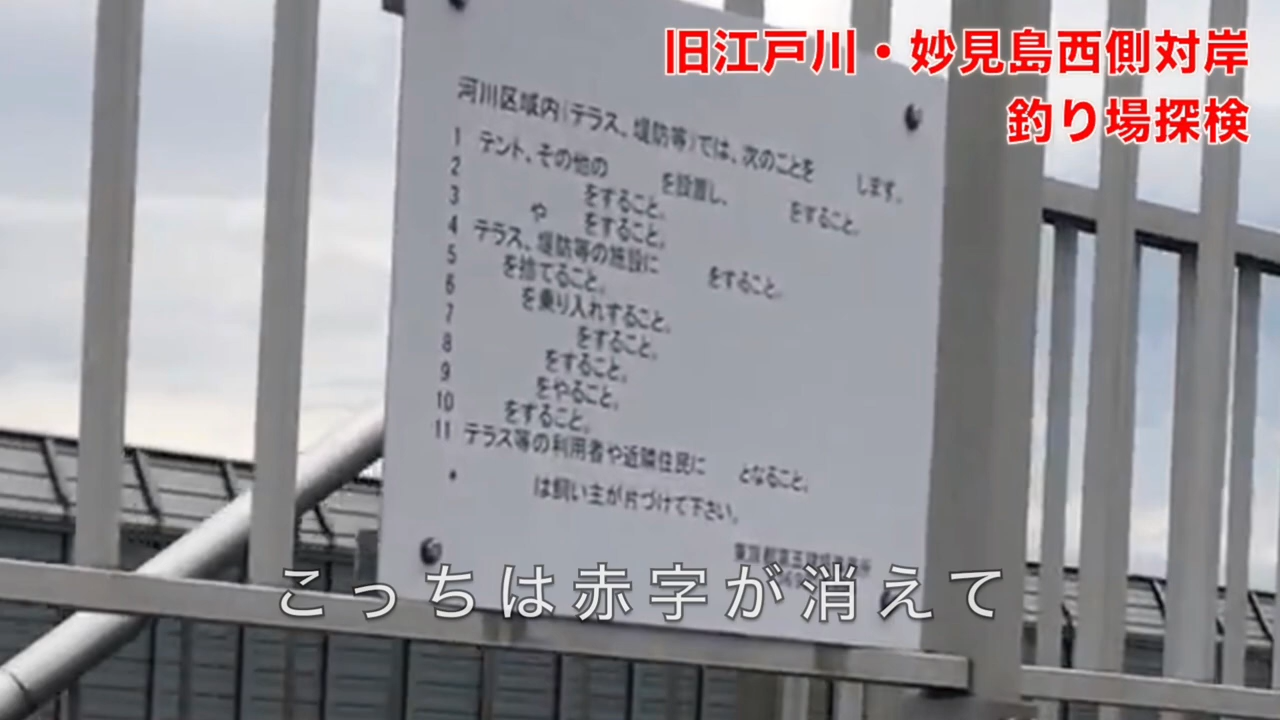 旧江戸川・妙見島西側対岸
釣り場探検
河川区域内(テラス、堤防等)では、次のことを　　します。
1 テント、その他の　　を設置し、　　をすること。
2 　　をすること。
3 　　や　　をすること。
4 テラス、堤防等の施設に　　をすること。
5 　　を捨てること。
6 　　を乗り入れすること。
7 　　をすること。
8 　　をすること。
9 　　をやること。
10 　　をすること。
11 テラス等の利用者や近隣住民に　　となること。
* 　　は飼い主が片づけて下さい。
こっちは赤字が消えて